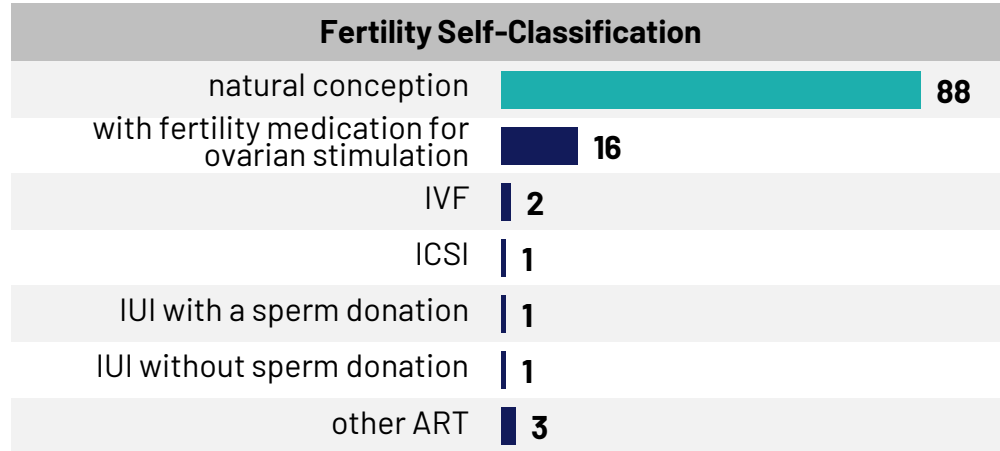 Fertility Self-Classification
natural conception 88
with fertility medication for
ovarian stimulation 16
IVF 2
ICSI 1
IUI with a sperm donation 1
IUI without sperm donation 1
other ART 3